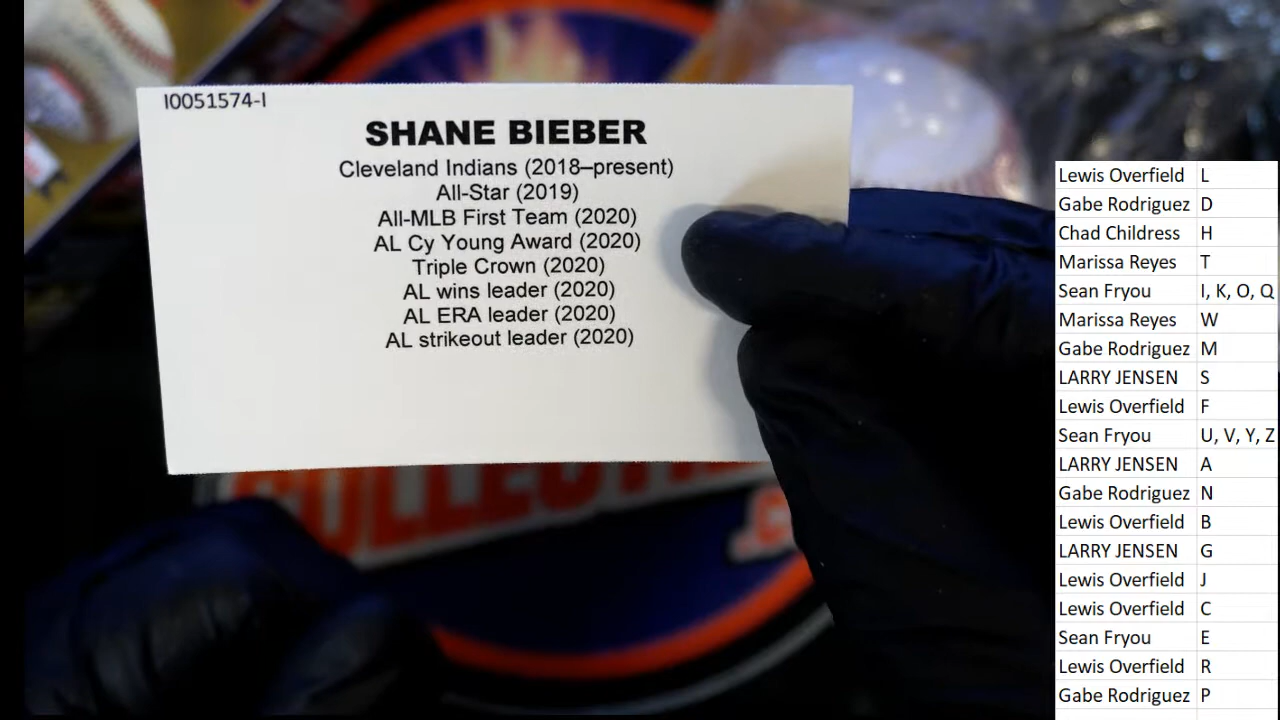 I0051574-I
SHANE BIEBER
Cleveland Indians (2018–present)
All-Star (2019)
All-MLB First Team (2020)
AL Cy Young Award (2020)
Triple Crown (2020)
AL wins leader (2020)
AL ERA leader (2020)
AL strikeout leader (2020)
Lewis Overfield L
Gabe Rodriguez D
Chad Childress H
Marissa Reyes T
Sean Fryou I, K, O, Q
Marissa Reyes W
Gabe Rodriguez M
LARRY JENSEN S
Lewis Overfield F
Sean Fryou U, V, Y, Z
LARRY JENSEN A
Gabe Rodriguez N
Lewis Overfield B
LARRY JENSEN G
Lewis Overfield J
Lewis Overfield C
Sean Fryou E
Lewis Overfield R
Gabe Rodriguez P